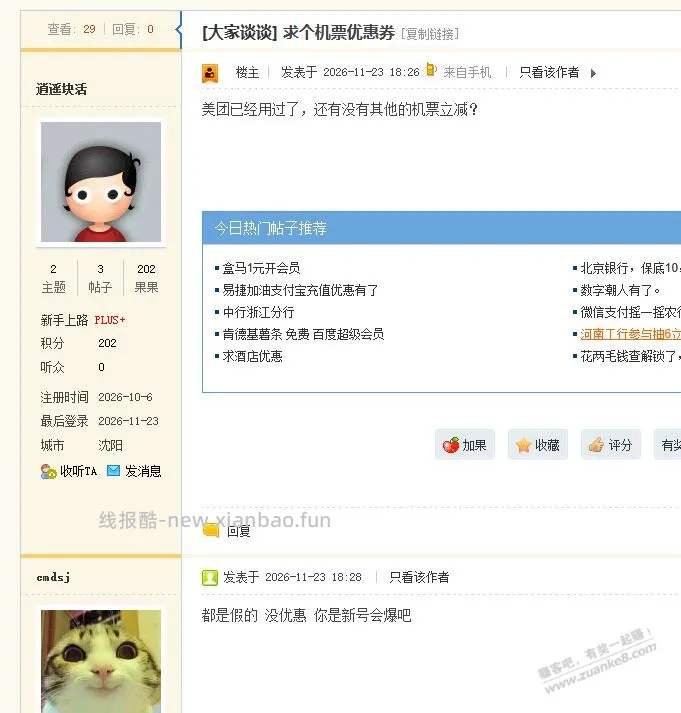 查看: 29 | 回复: 0
[大家谈谈] 求个机票优惠券 [复制链接]
逍遥块活
楼主 | 发表于 2026-11-23 18:26 来自手机 | 只看该作者
美团已经用过了，还有没有其他的机票立减？
今日热门帖子推荐
盒马1元开会员
易捷加油支付宝充值优惠有了
中行浙江分行
肯德基薯条 免费 百度超级会员
求酒店优惠
北京银行，保底10
数字潮人有了。
微信支付摇一摇农行
河南工行参与抽6立
花两毛钱查解锁了，
2 3 202
主题 帖子 果果
新手上路 PLUS+
积分 202
听众 0
注册时间 2026-10-6
最后登录 2026-11-23
城市 沈阳
收听TA 发消息
加果 收藏 评分 有奖
线报酷-new.xianbao.fun
回复
cmdsj
发表于 2026-11-23 18:28 | 只看该作者
都是假的 没优惠 你是新号会爆吧
赚客吧，有奖一起赚！
www.zuanke8.com